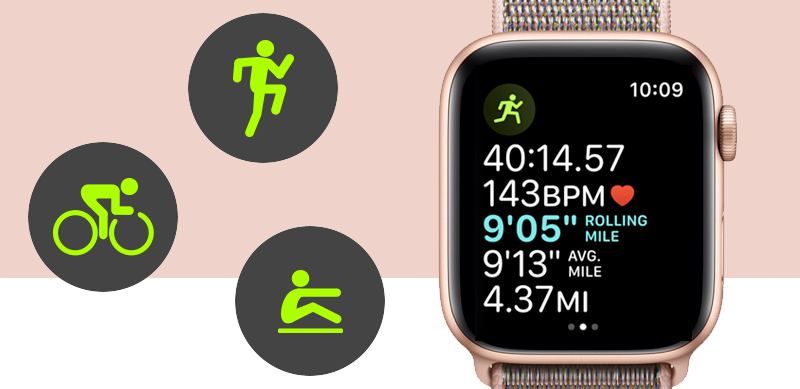 10:09
40:14.57
143BPM
9'05" ROLLING
MILE
9'13" AVG.
MILE
4.37MI